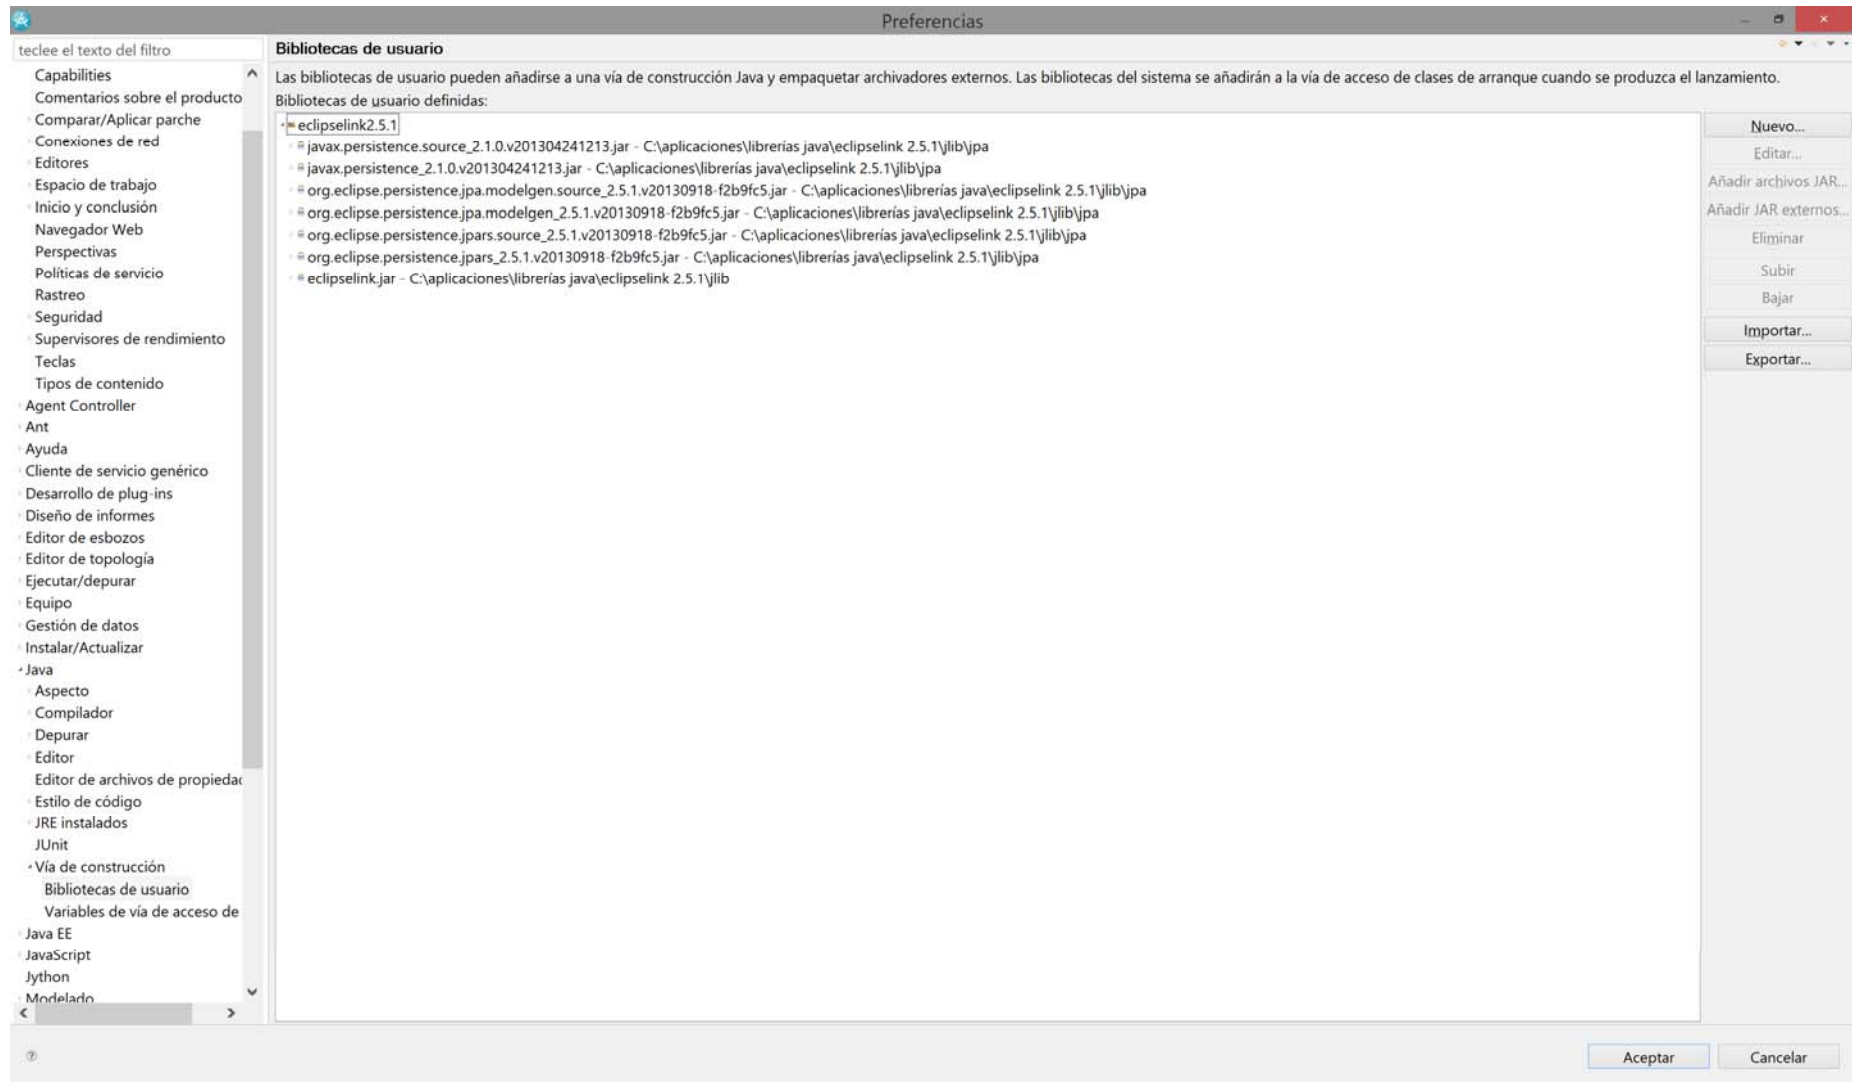 Preferencias
teclee el texto del filtro
Capabilities
Comentarios sobre el producto
Comparar/Aplicar parche
Conexiones de red
Editores
Espacio de trabajo
Inicio y conclusión
Navegador Web
Perspectivas
Políticas de servicio
Rastreo
Seguridad
Supervisores de rendimiento
Teclas
Tipos de contenido
Agent Controller
Ant
Ayuda
Cliente de servicio genérico
Desarrollo de plug-ins
Diseño de informes
Editor de esbozos
Editor de topología
Ejecutar/depurar
Equipo
Gestión de datos
Instalar/Actualizar
Java
Aspecto
Compilador
Depurar
Editor
Editor de archivos de propiedad
Estilo de código
JRE instalados
JUnit
Vía de construcción
Bibliotecas de usuario
Variables de vía de acceso de
Java EE
JavaScript
Jython
Modelado
Bibliotecas de usuario
Las bibliotecas de usuario pueden añadirse a una vía de construcción Java y empaquetar archivadores externos. Las bibliotecas del sistema se añadirán a la vía de acceso de clases de arranque cuando se produzca el lanzamiento.
Bibliotecas de usuario definidas:
eclipselink2.5.1
javax.persistence.source_2.1.0.v201304241213.jar - C:\aplicaciones\librerías java\eclipselink 2.5.1\jlib\jpa
javax.persistence_2.1.0.v201304241213.jar - C:\aplicaciones\librerías java\eclipselink 2.5.1\jlib\jpa
org.eclipse.persistence.jpa.modelgen.source_2.5.1.v20130918-f2b9fc5.jar - C:\aplicaciones\librerías java\eclipselink 2.5.1\jlib\jpa
org.eclipse.persistence.jpa.modelgen_2.5.1.v20130918-f2b9fc5.jar - C:\aplicaciones\librerías java\eclipselink 2.5.1\jlib\jpa
org.eclipse.persistence.jpars.source_2.5.1.v20130918-f2b9fc5.jar - C:\aplicaciones\librerías java\eclipselink 2.5.1\jlib\jpa
org.eclipse.persistence.jpars_2.5.1.v20130918-f2b9fc5.jar - C:\aplicaciones\librerías java\eclipselink 2.5.1\jlib\jpa
eclipselink.jar - C:\aplicaciones\librerías java\eclipselink 2.5.1\jlib
Nuevo...
Editar...
Añadir archivos JAR...
Añadir JAR externos...
Eliminar
Subir
Bajar
Importar...
Exportar...
Aceptar
Cancelar